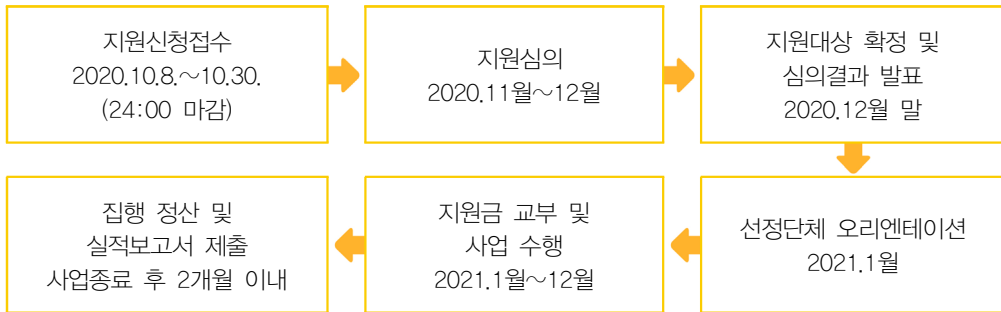 지원신청접수
2020.10.8.~10.30.
(24:00 마감)
지원심의
2020.11월~12월
지원대상 확정 및
심의결과 발표
2020.12월 말
선정단체 오리엔테이션
2021.1월
지원금 교부 및
사업 수행
2021.1월~12월
집행 정산 및
실적보고서 제출
사업종료 후 2개월 이내